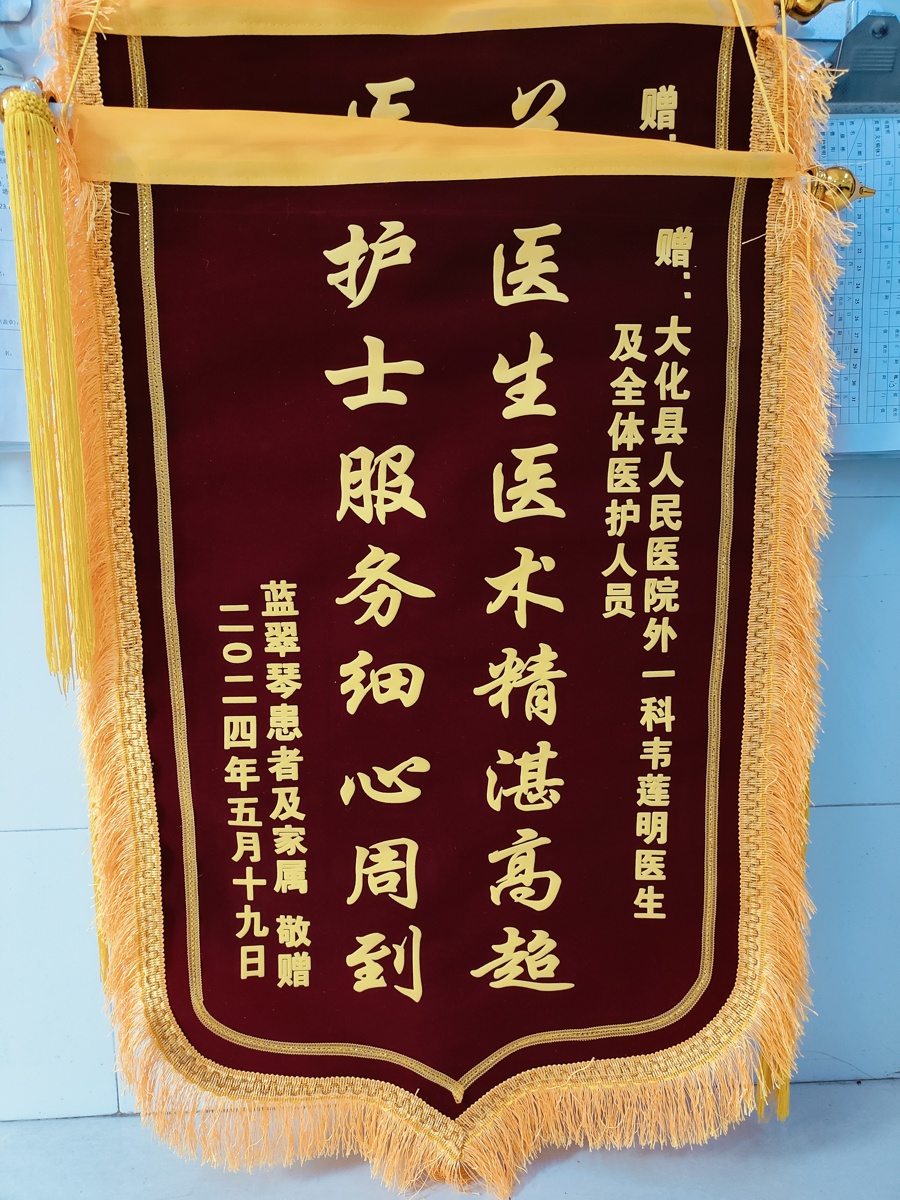 赠：大化县人民医院外一科韦莲明医生
及全体医护人员
医生医术精湛高超
护士服务细心周到
蓝翠琴患者及家属 敬赠
二〇二四年五月十九日
赠：